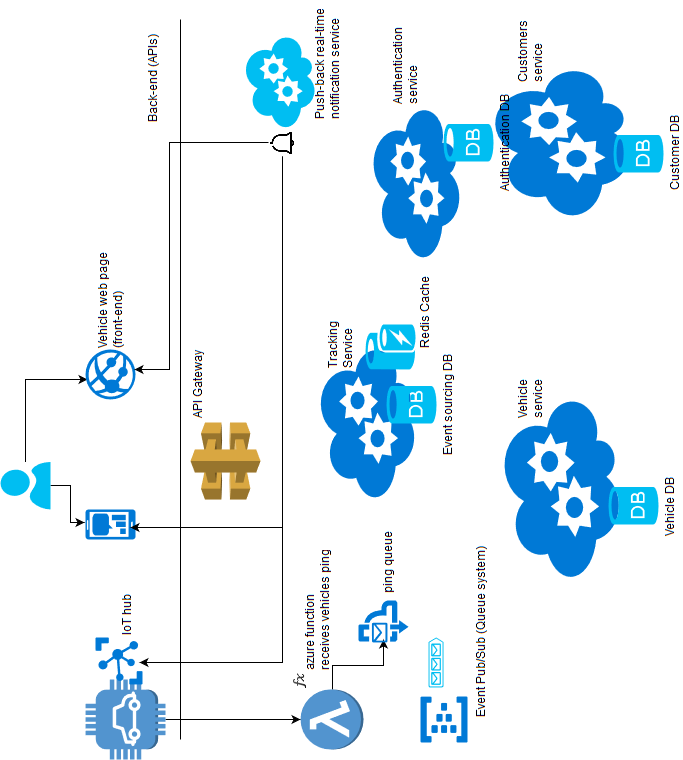 Back-end (APIs)
Push-back real-time
notification service
Authentication
service
Customers
service
DB
Authentication DB
DB
Customer DB
Vehicle web page
(front-end)
API Gateway
Tracking
Service
Redis Cache
DB
Event sourcing DB
Vehicle
service
DB
Vehicle DB
IoT hub
fx
azure function
receives vehicles ping
λ
ping queue
Event Pub/Sub (Queue system)